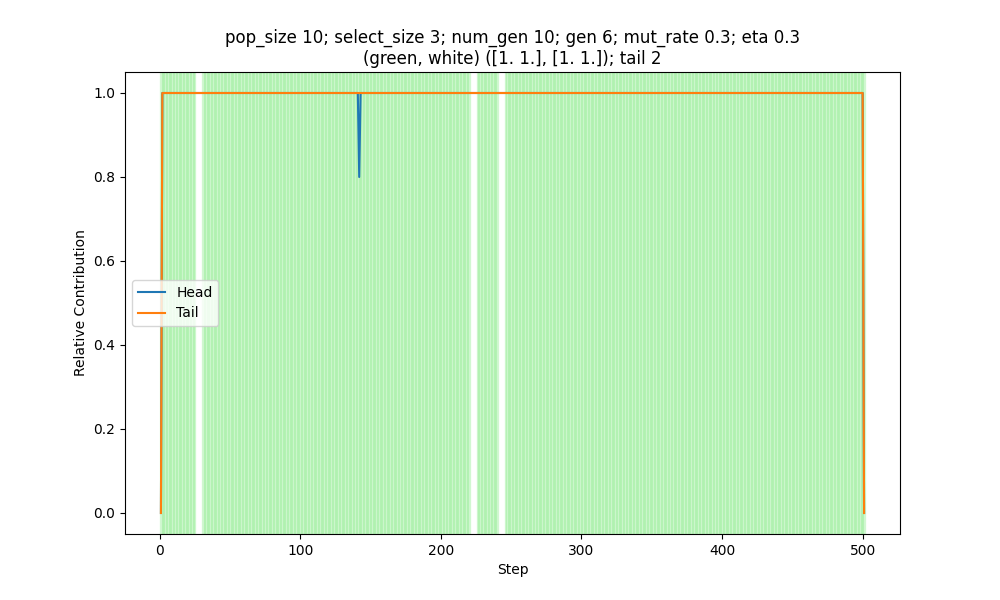 pop_size 10; select_size 3; num_gen 10; gen 6; mut_rate 0.3; eta 0.3
(green, white) ([1. 1.], [1. 1.]); tail 2
1.0
0.8
0.6
0.4
0.2
0.0
Relative Contribution
Head
Tail
0
100
200
300
400
500
Step